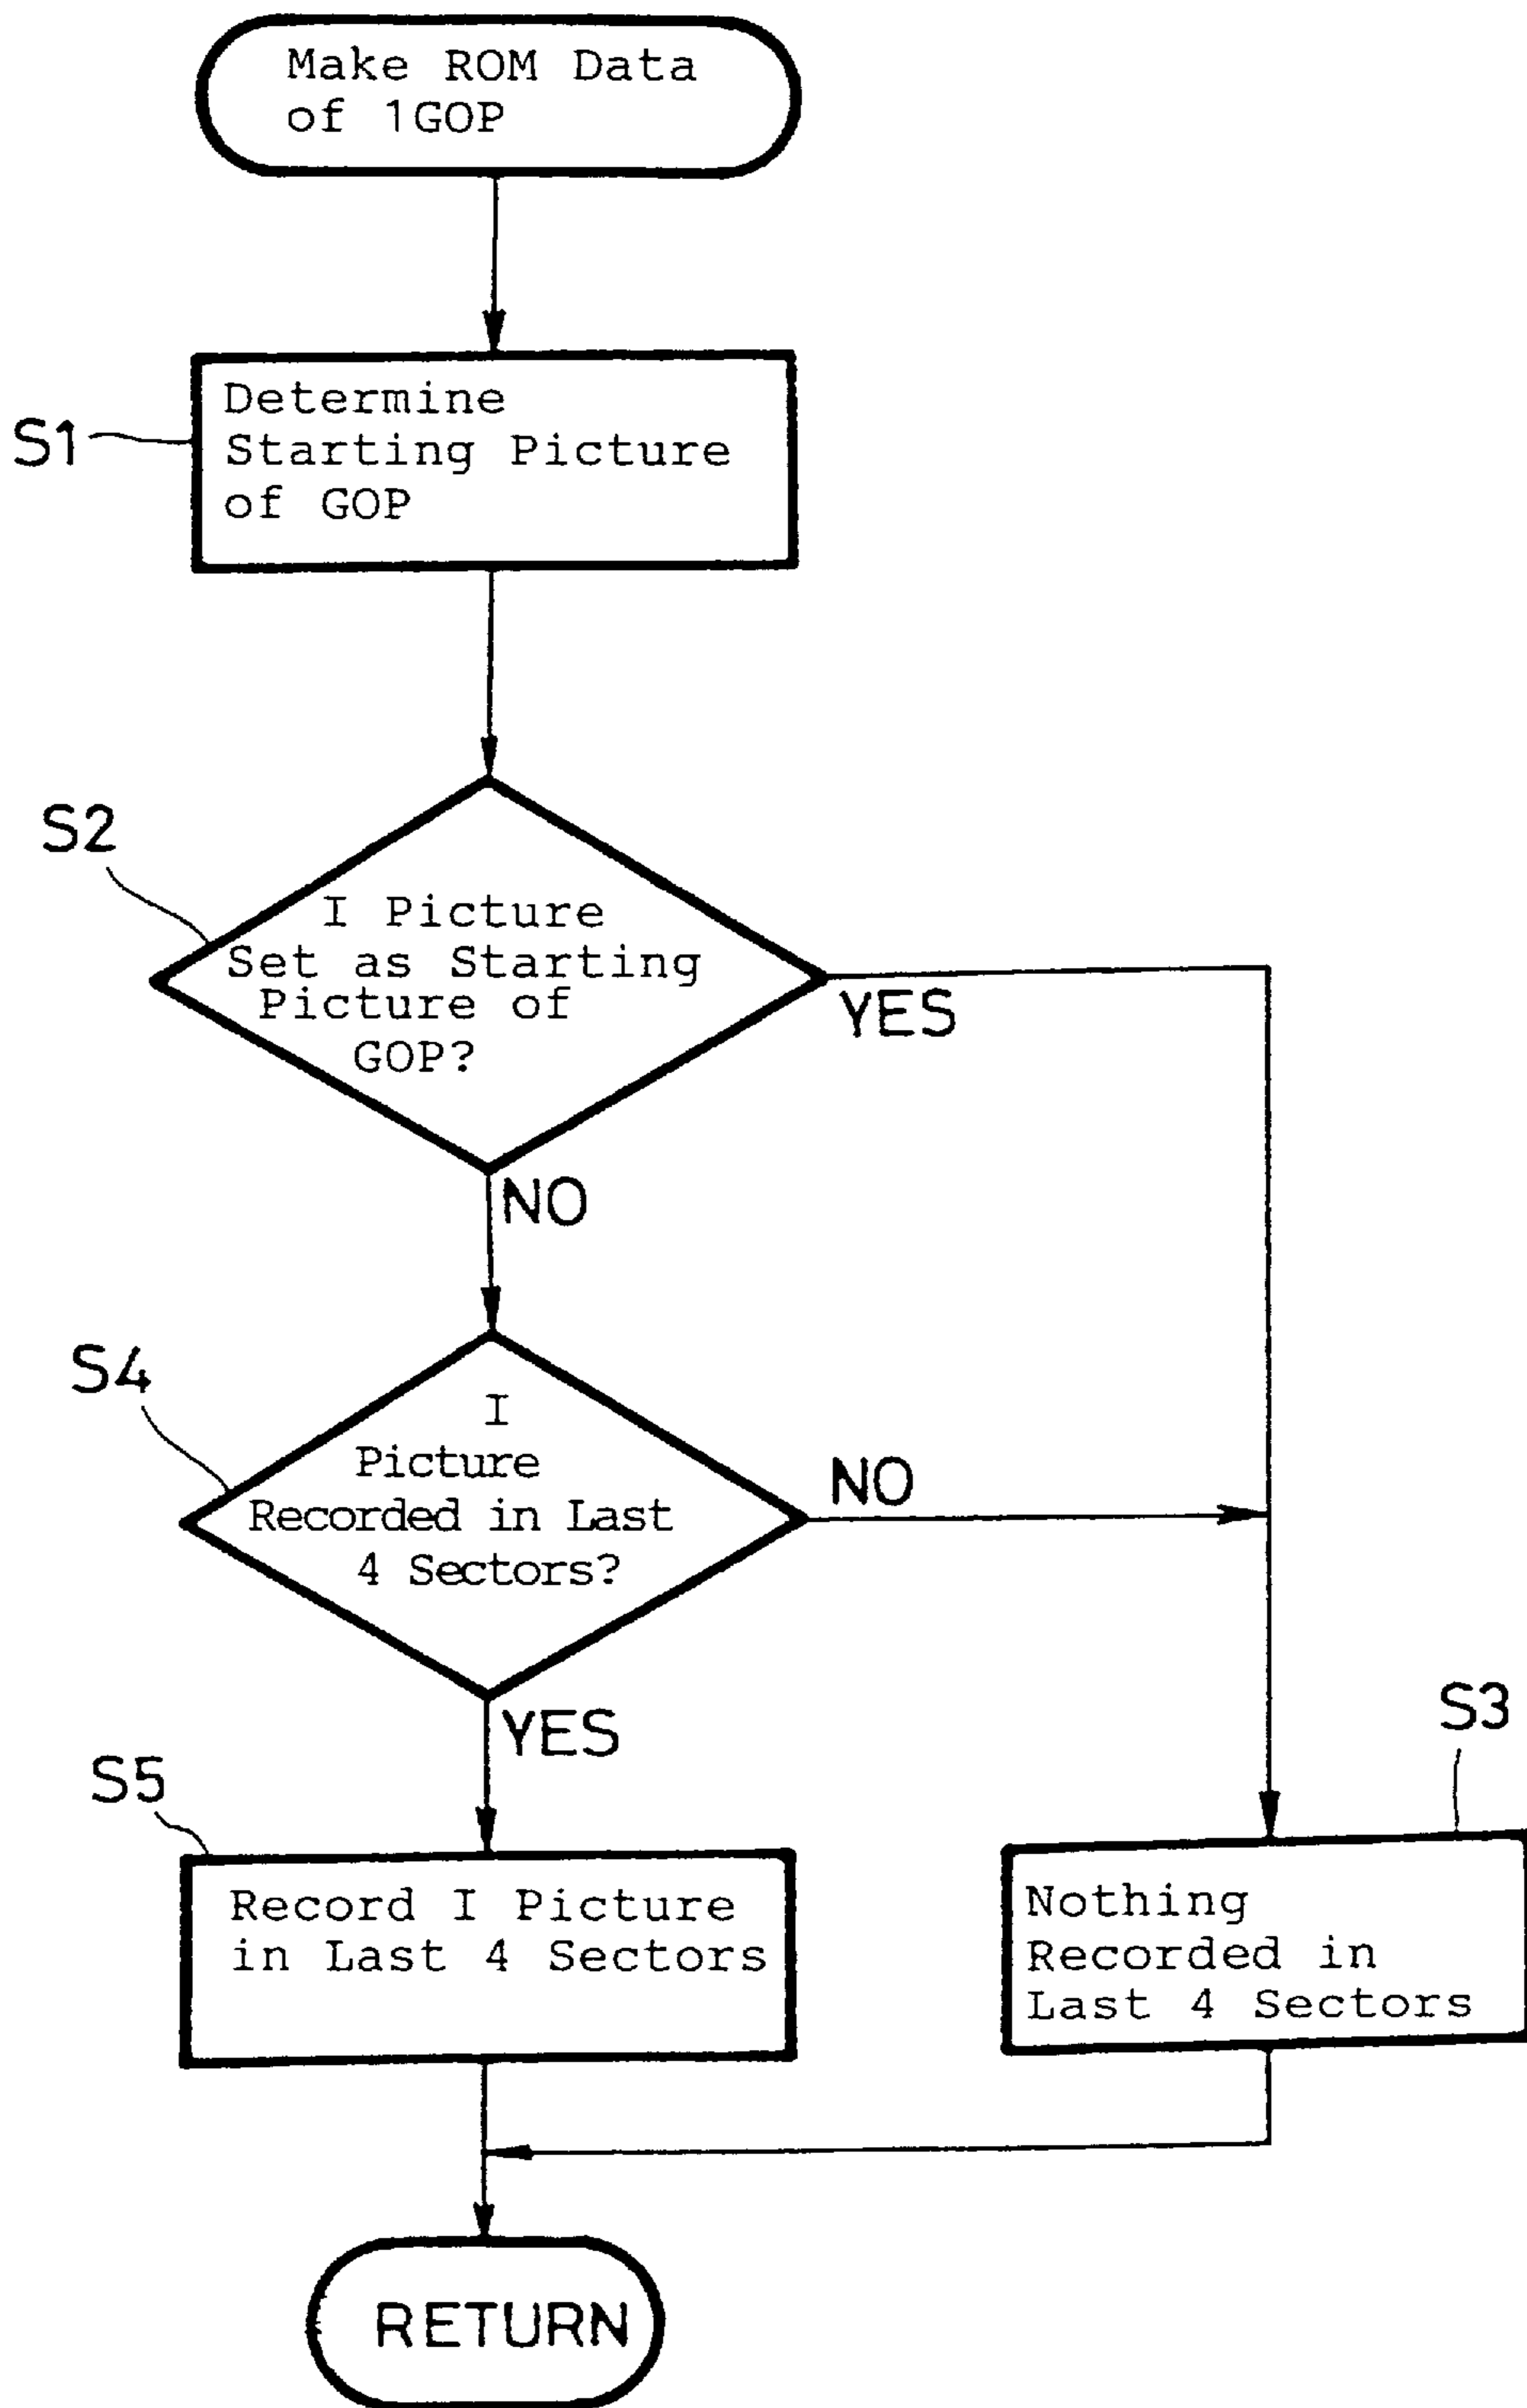 Make ROM Data
of 1GOP
S1
Determine
Starting Picture
of GOP
S2
I Picture
Set as Starting
Picture of
GOP?
YES
NO
S4
I
Picture
Recorded in Last
4 Sectors?
NO
YES
S5
Record I Picture
in Last 4 Sectors
S3
Nothing
Recorded in
Last 4 Sectors
RETURN